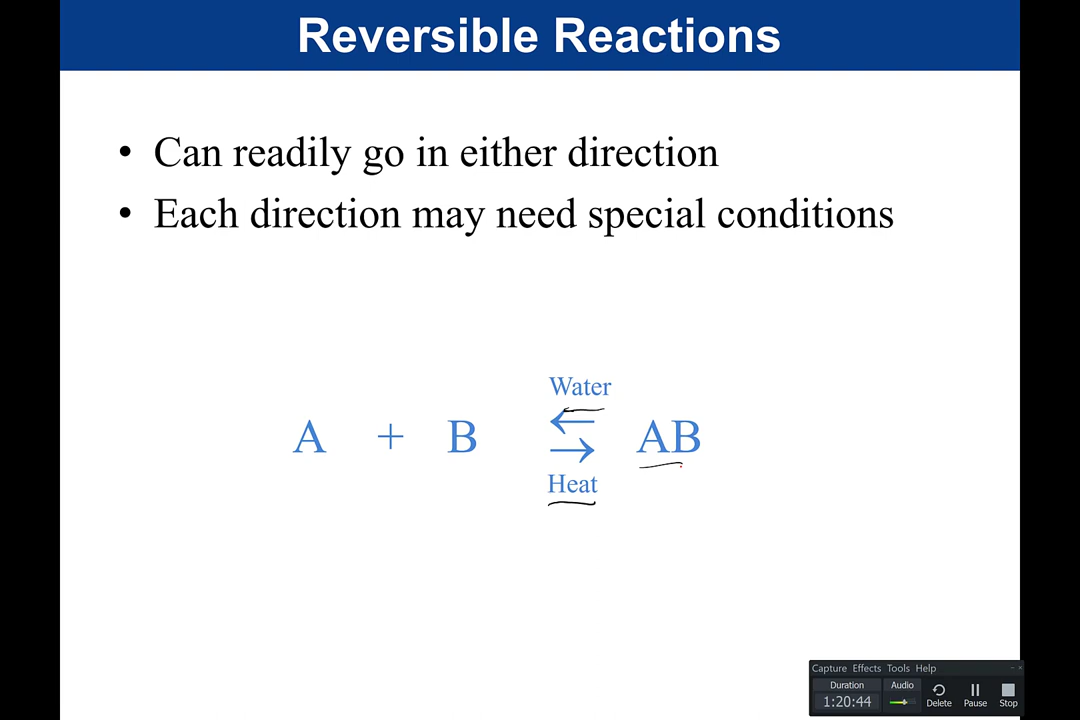 Reversible Reactions
• Can readily go in either direction
• Each direction may need special conditions
Water
A + B ← → AB
Heat
Capture Effects Tools Help
Duration Audio
1:20:44 Delete Pause Stop